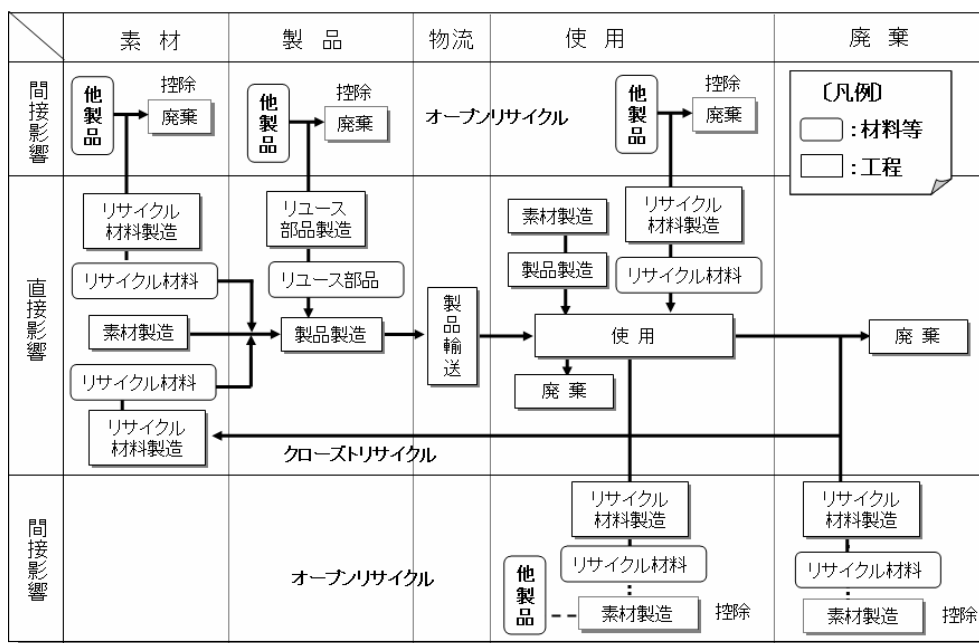 素 材
製 品
物流
使 用
廃 棄
間接影響
他製品
控除
廃棄
他製品
控除
廃棄
オープンリサイクル
他製品
控除
廃棄
〔凡例〕
:材料等
:工程
直接影響
リサイクル
材料製造
リサイクル材料
素材製造
リサイクル材料
リサイクル
材料製造
リユース
部品製造
リユース部品
製品製造
製品輸送
素材製造
製品製造
リサイクル
材料製造
リサイクル材料
使 用
廃 棄
廃 棄
クローズトリサイクル
間接影響
オープンリサイクル
他製品
リサイクル
材料製造
リサイクル材料
素材製造
控除
リサイクル
材料製造
リサイクル材料
素材製造
控除